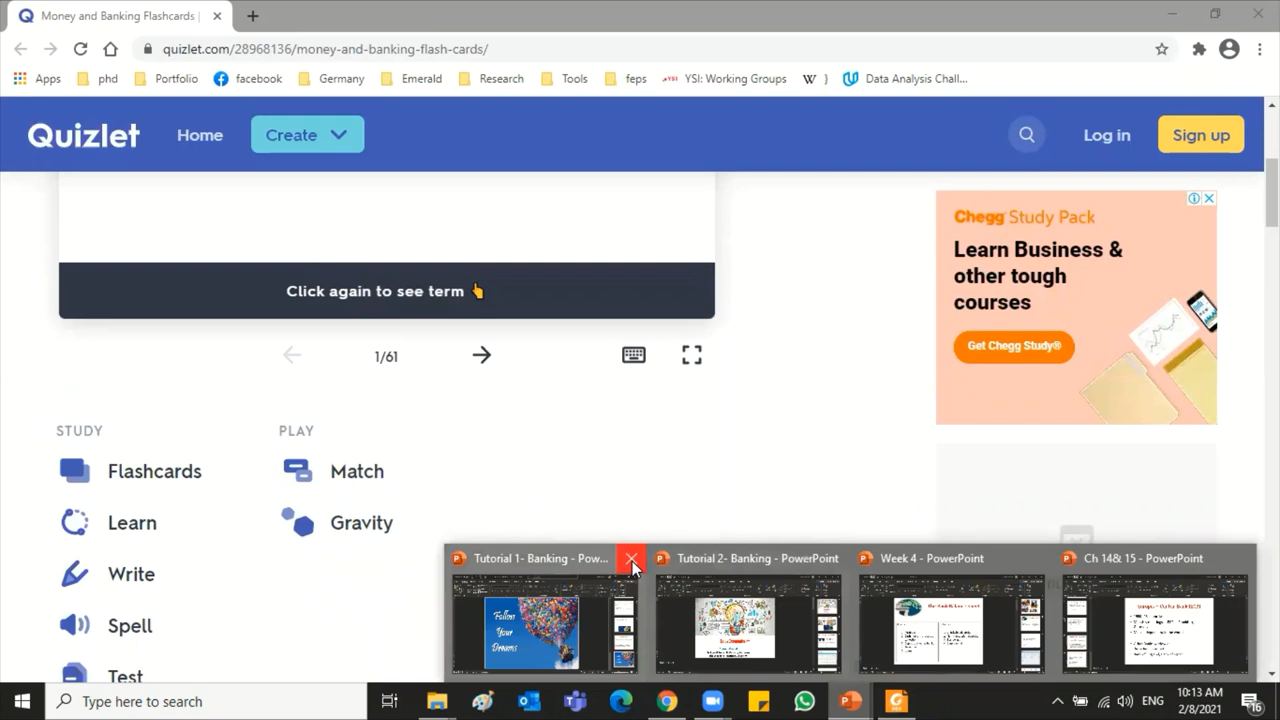 Money and Banking Flashcards |
quizlet.com/28968136/money-and-banking-flash-cards/
Apps phd Portfolio facebook Germany Emerald Research Tools feps YSI: Working Groups W } Data Analysis Chall...
Quizlet Home Create Log in Sign up
Chegg Study Pack
Learn Business &
other tough
courses
Get Chegg Study®
Click again to see term
1/61
STUDY PLAY
Flashcards Match
Learn Gravity
Write
Spell
Test
Tutorial 1- Banking - Pow... Tutorial 2- Banking - PowerPoint Week 4 - PowerPoint Ch 14& 15 - PowerPoint
Follow
Your
Dreams
Type here to search
ENG
10:13 AM
2/8/2021
16